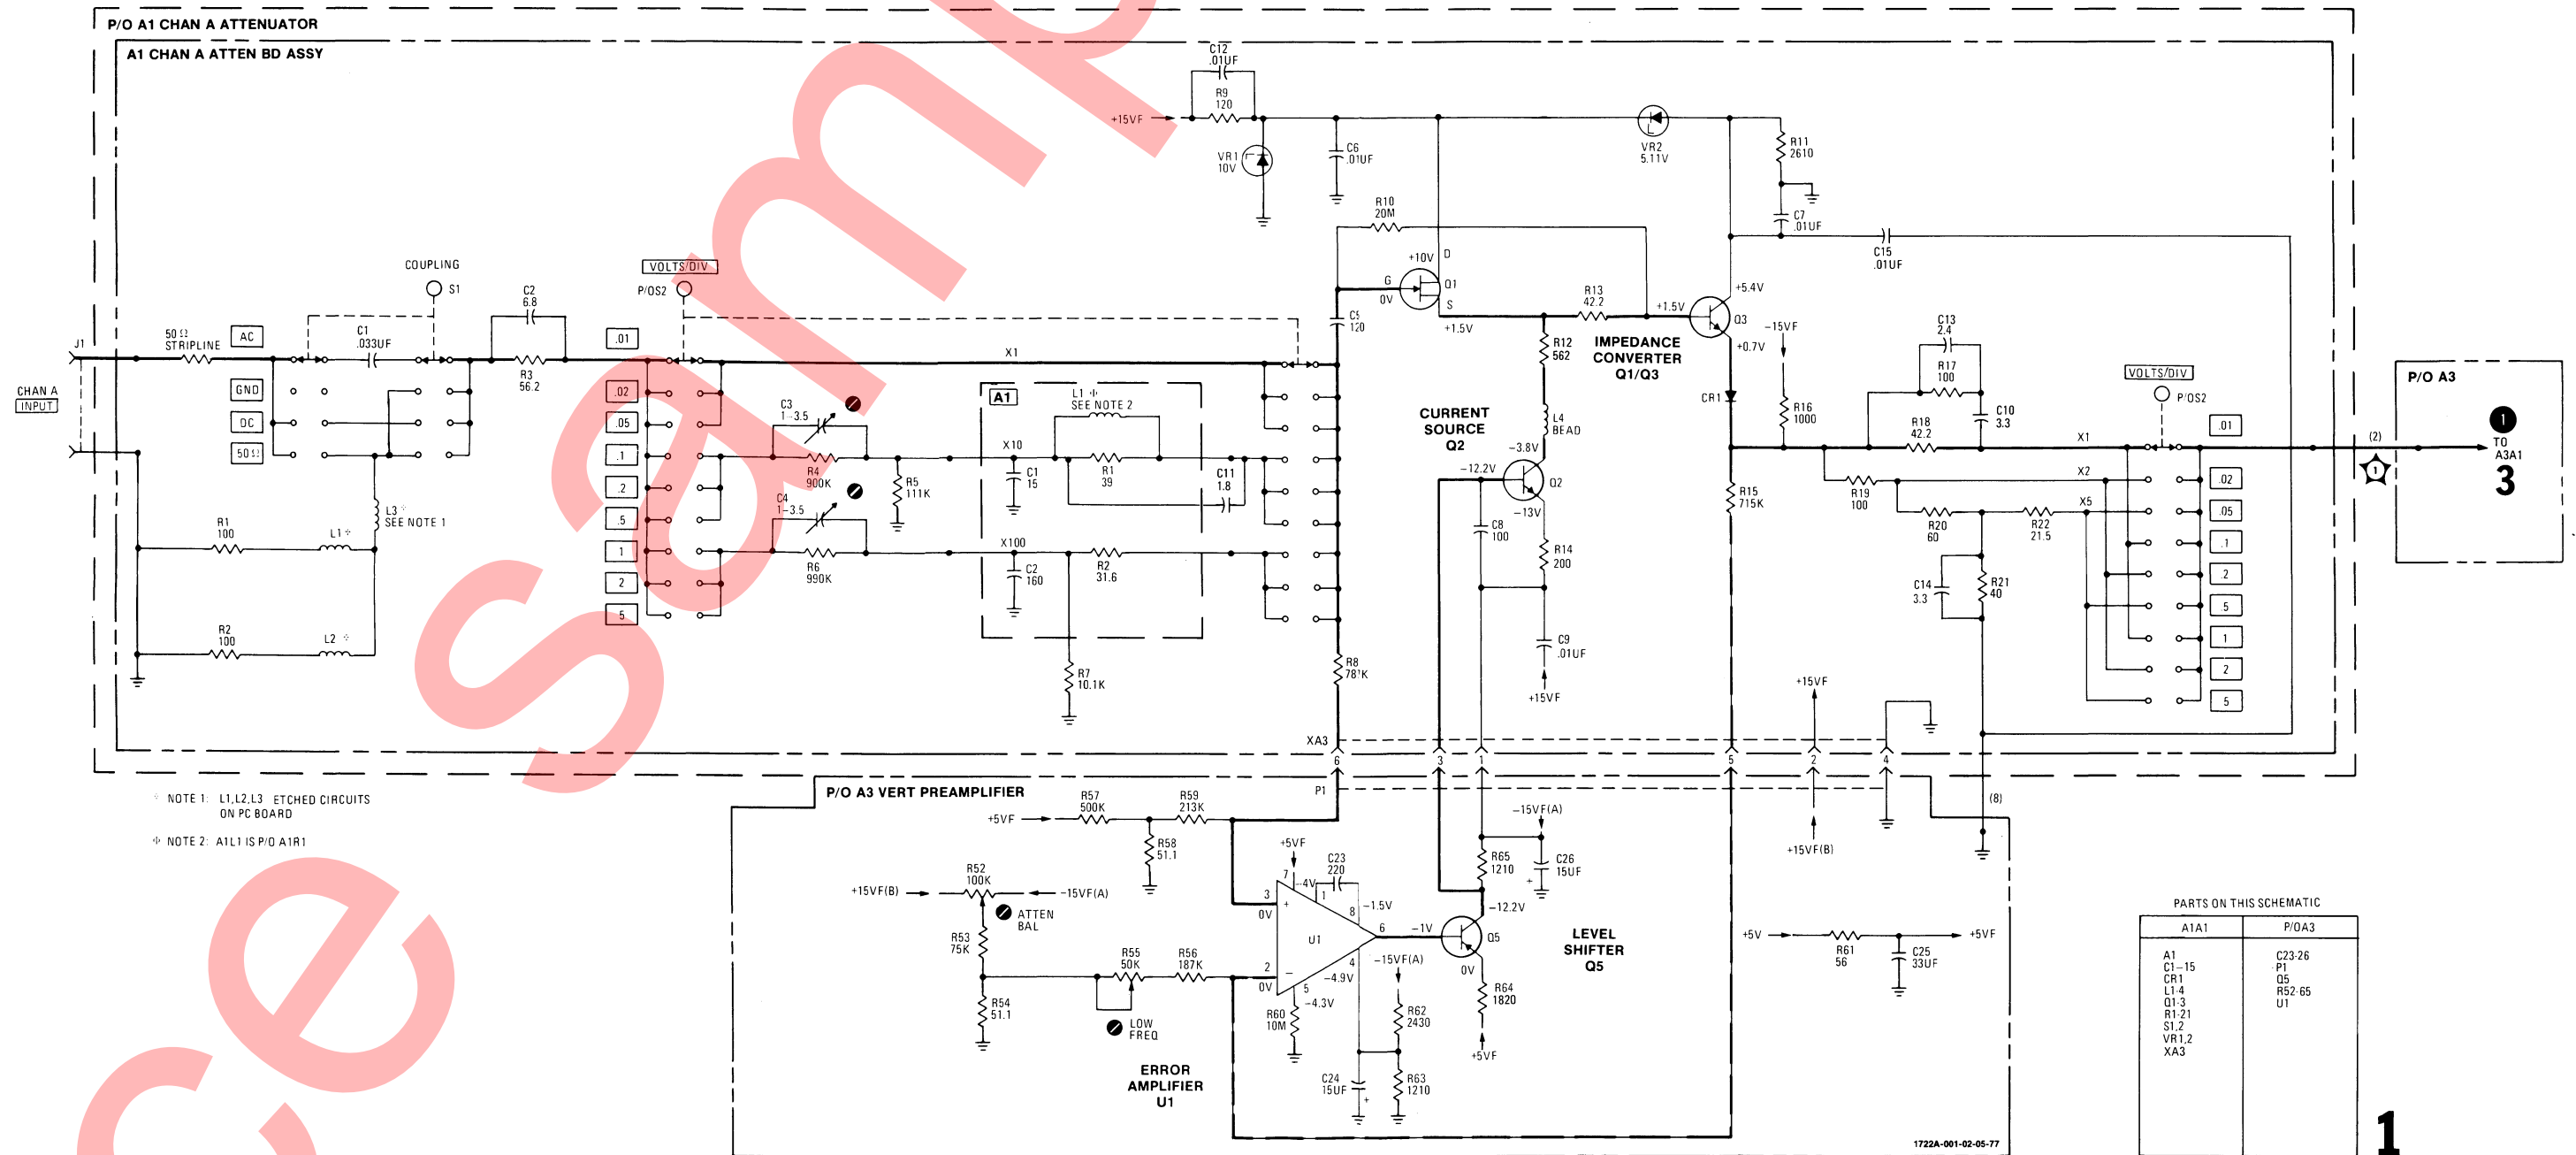 P/O A1 CHAN A ATTENUATOR
A1 CHAN A ATTEN BD ASSY
C12
.01UF
R9
120
+15VF
VR1
10V
C6
.01UF
VR2
5.11V
R11
2610
C7
.01UF
C15
.01UF
R10
20M
+10V
D
G
0V
Q1
S
+1.5V
R13
42.2
+1.5V
+5.4V
Q3
+0.7V
C5
120
R12
562
IMPEDANCE
CONVERTER
Q1/Q3
L4
BEAD
CURRENT
SOURCE
Q2
-3.8V
-12.2V
Q2
-13V
C8
100
R14
200
C9
.01UF
+15VF
CR1
-15VF
R16
1000
R15
715K
C13
2.4
R17
100
C10
3.3
R18
42.2
X1
R19
100
X2
R20
60
X5
R22
21.5
C14
3.3
R21
40
VOLTS/DIV
P/OS2
.01
.02
.05
.1
.2
.5
1
2
5
(2)
1
P/O A3
1
TO
A3A1
3
J1
CHAN A
INPUT
50Ω
STRIPLINE
AC
GND
DC
50Ω
COUPLING
S1
C1
.033UF
C2
6.8
R3
56.2
L3
SEE NOTE 1
R1
100
L1
R2
100
L2
VOLTS/DIV
P/OS2
.01
.02
.05
.1
.2
.5
1
2
5
X1
C3
1-3.5
R4
900K
C4
1-3.5
R6
990K
R5
111K
A1
L1
SEE NOTE 2
X10
C1
15
R1
39
C11
1.8
X100
C2
160
R2
31.6
R7
10.1K
R8
781K
XA3
6
3
1
5
2
4
P1
+15VF
+15VF(B)
(8)
NOTE 1: L1,L2,L3 ETCHED CIRCUITS
ON PC BOARD
NOTE 2: A1L1 IS P/O A1R1
P/O A3 VERT PREAMPLIFIER
+5VF
R57
500K
R59
213K
R58
51.1
+15VF(B)
R52
100K
-15VF(A)
ATTEN
BAL
R53
75K
R54
51.1
R55
50K
R56
187K
LOW
FREQ
ERROR
AMPLIFIER
U1
+5VF
7
-4V
1
C23
220
8
-1.5V
3
+
0V
U1
6
-1V
2
-
0V
5
-4.3V
4
-4.9V
R60
10M
-15VF(A)
R62
2430
C24
15UF
+
R63
1210
-15VF(A)
R65
1210
C26
15UF
+
-12.2V
Q5
0V
R64
1820
+5VF
LEVEL
SHIFTER
Q5
+5V
R61
56
C25
33UF
+5VF
1722A-001-02-05-77
PARTS ON THIS SCHEMATIC
A1A1
P/OA3
A1
C1-15
CR1
L1-4
Q1-3
R1-21
S1,2
VR1,2
XA3
C23-26
P1
Q5
R52-65
U1
1
samp
ce